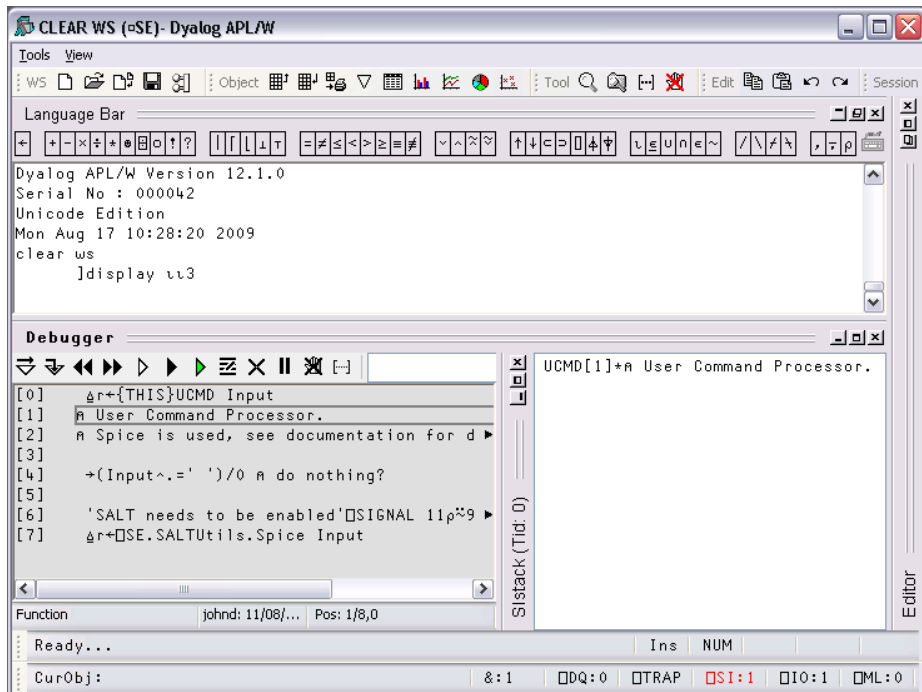 CLEAR WS (⎕SE)- Dyalog APL/W
Tools View
WS Object Tool Edit Session
Language Bar
← + - × ÷ * ⍟ ⌹ ○ ! ? | ⌈ ⌊ ⊥ ⊤ = ≠ ≤ < > ≥ ≡ ≢ ∨ ∧ ⍲ ⍱ ↑ ↓ ⊂ ⊃ ⌷ ⍋ ⍒ ⍳ ⍷ ∪ ∩ ∊ ~ / \ ⌿ ⍀ , ⍪ ⍴
Dyalog APL/W Version 12.1.0
Serial No : 000042
Unicode Edition
Mon Aug 17 10:28:20 2009
clear ws
]display ⍳⍳3
Debugger
[0] ∆r←{THIS}UCMD Input
[1] ⍝ User Command Processor.
[2] ⍝ Spice is used, see documentation for d
[3]
[4] →(Input∧.=' ')/0 ⍝ do nothing?
[5]
[6] 'SALT needs to be enabled'⎕SIGNAL 11⍴⍨9
[7] ∆r←⎕SE.SALTUtils.Spice Input
Function johnd: 11/08/... Pos: 1/8,0
SIstack (Tid: 0)
UCMD[1]*⍝ User Command Processor.
Editor
Ready... Ins NUM
CurObj: &:1 ⎕DQ:0 ⎕TRAP ⎕SI:1 ⎕IO:1 ⎕ML:0